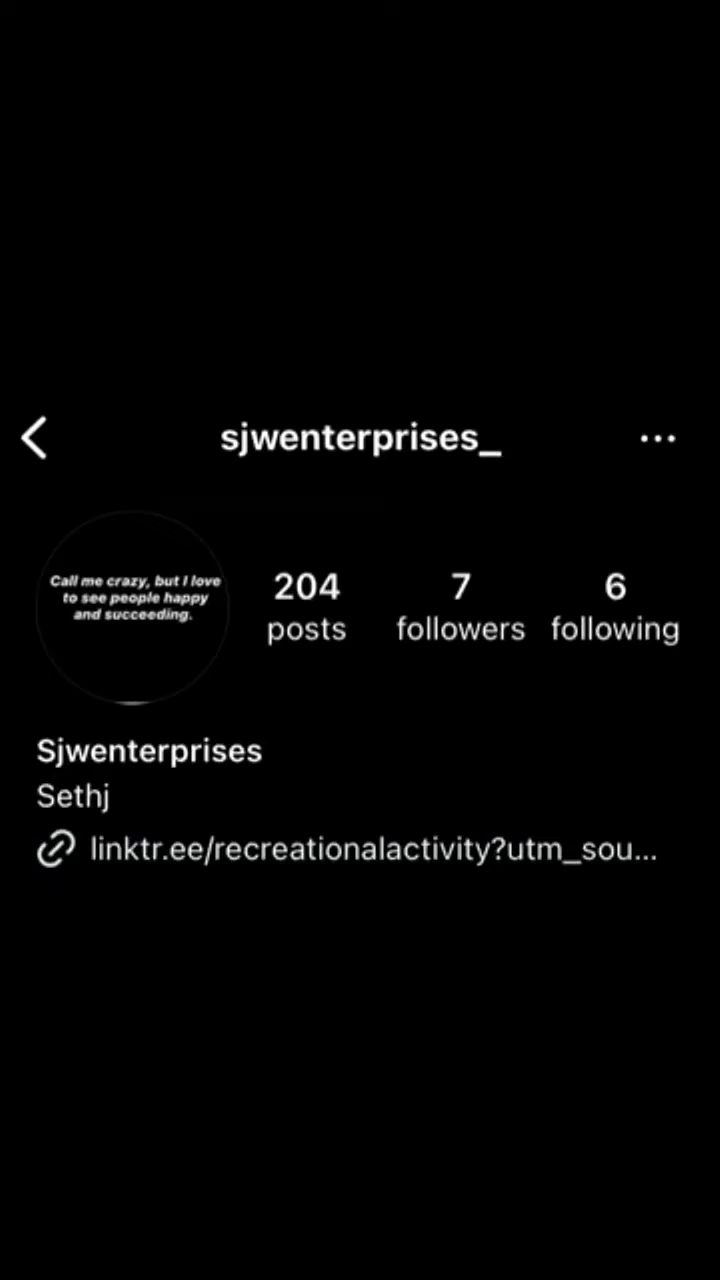 sjwenterprises_
Call me crazy, but I love
to see people happy
and succeeding.
204
posts
7
followers
6
following
Sjwenterprises
Sethj
linktr.ee/recreationalactivity?utm_sou...